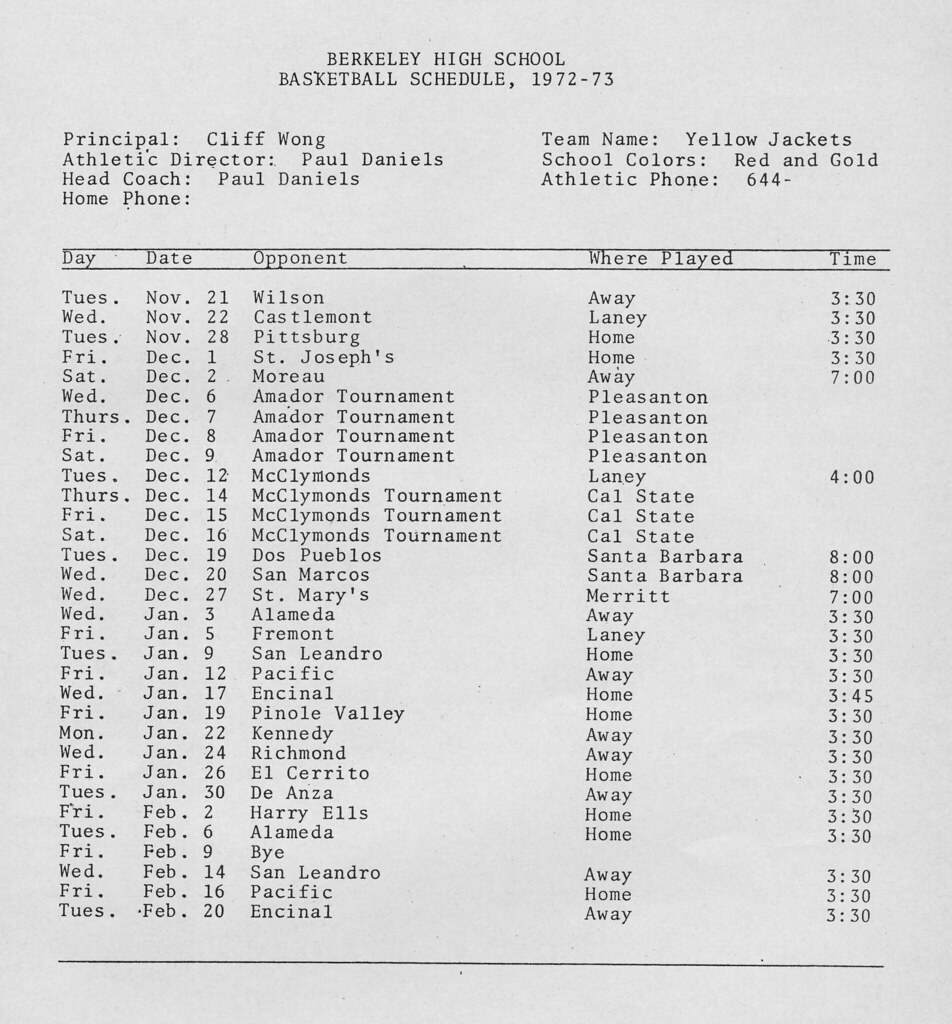 BERKELEY HIGH SCHOOL
BASKETBALL SCHEDULE, 1972-73
Principal: Cliff Wong Team Name: Yellow Jackets
Athletic Director: Paul Daniels School Colors: Red and Gold
Head Coach: Paul Daniels Athletic Phone: 644-
Home Phone:
Day Date Opponent Where Played Time
Tues. Nov. 21 Wilson Away 3:30
Wed. Nov. 22 Castlemont Laney 3:30
Tues. Nov. 28 Pittsburg Home 3:30
Fri. Dec. 1 St. Joseph's Home 3:30
Sat. Dec. 2 Moreau Away 7:00
Wed. Dec. 6 Amador Tournament Pleasanton
Thurs. Dec. 7 Amador Tournament Pleasanton
Fri. Dec. 8 Amador Tournament Pleasanton
Sat. Dec. 9 Amador Tournament Pleasanton
Tues. Dec. 12 McClymonds Laney 4:00
Thurs. Dec. 14 McClymonds Tournament Cal State
Fri. Dec. 15 McClymonds Tournament Cal State
Sat. Dec. 16 McClymonds Tournament Cal State
Tues. Dec. 19 Dos Pueblos Santa Barbara 8:00
Wed. Dec. 20 San Marcos Santa Barbara 8:00
Wed. Dec. 27 St. Mary's Merritt 7:00
Wed. Jan. 3 Alameda Away 3:30
Fri. Jan. 5 Fremont Laney 3:30
Tues. Jan. 9 San Leandro Home 3:30
Fri. Jan. 12 Pacific Away 3:30
Wed. Jan. 17 Encinal Home 3:45
Fri. Jan. 19 Pinole Valley Home 3:30
Mon. Jan. 22 Kennedy Away 3:30
Wed. Jan. 24 Richmond Away 3:30
Fri. Jan. 26 El Cerrito Home 3:30
Tues. Jan. 30 De Anza Away 3:30
Fri. Feb. 2 Harry Ells Home 3:30
Tues. Feb. 6 Alameda Home 3:30
Fri. Feb. 9 Bye
Wed. Feb. 14 San Leandro Away 3:30
Fri. Feb. 16 Pacific Home 3:30
Tues. Feb. 20 Encinal Away 3:30